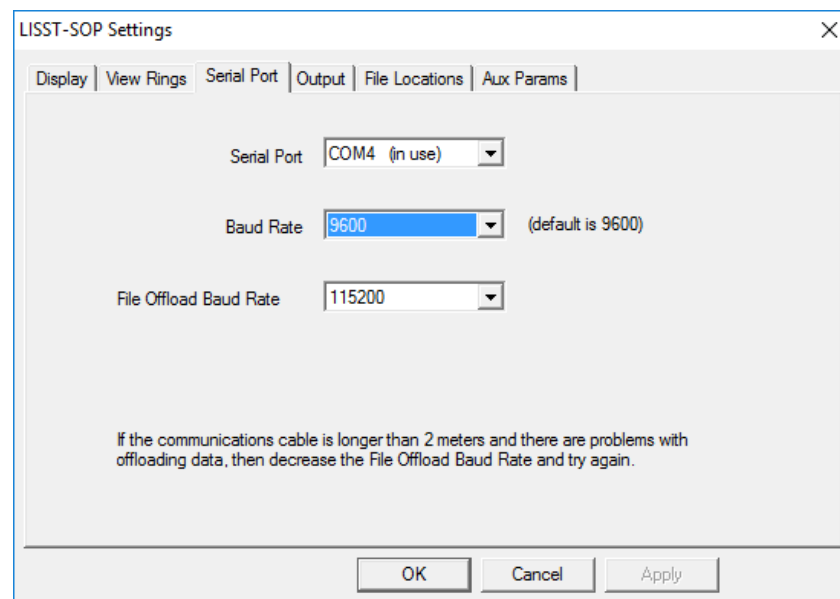 LISST-SOP Settings
Display View Rings Serial Port Output File Locations Aux Params
Serial Port COM4 (in use)
Baud Rate 9600 (default is 9600)
File Offload Baud Rate 115200
If the communications cable is longer than 2 meters and there are problems with
offloading data, then decrease the File Offload Baud Rate and try again.
OK Cancel Apply